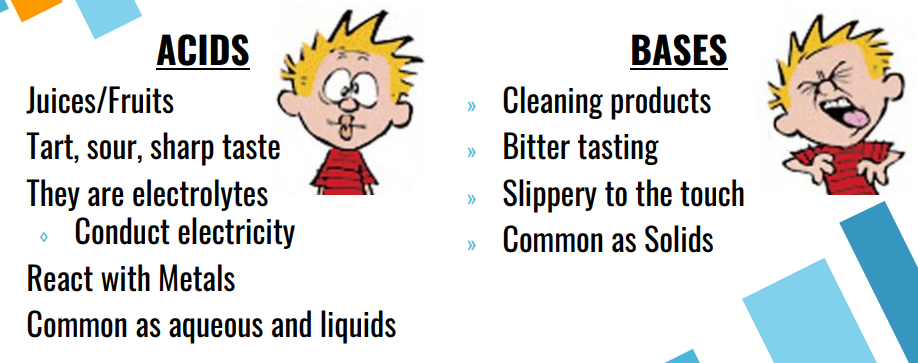 ACIDS
Juices/Fruits
Tart, sour, sharp taste
They are electrolytes
◊ Conduct electricity
React with Metals
Common as aqueous and liquids
BASES
» Cleaning products
» Bitter tasting
» Slippery to the touch
» Common as Solids